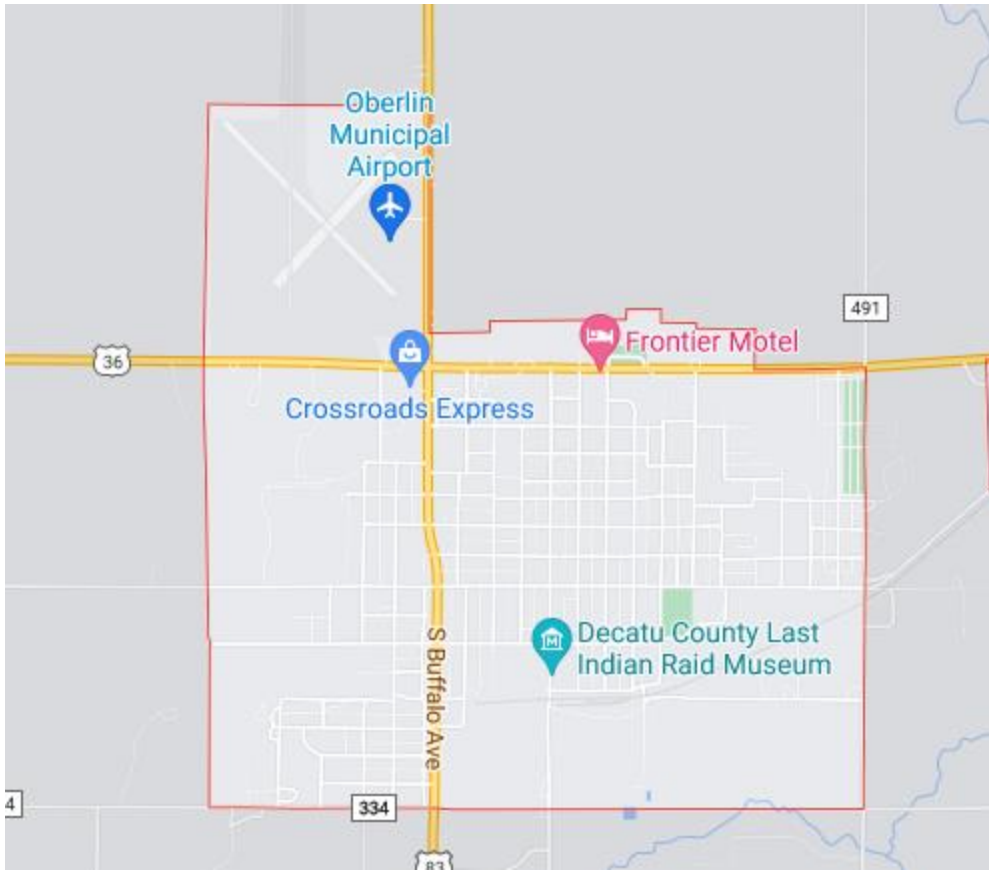 Oberlin
Municipal
Airport
491
36
Frontier Motel
Crossroads Express
S Buffalo Ave
Decatu County Last
Indian Raid Museum
4
334
83